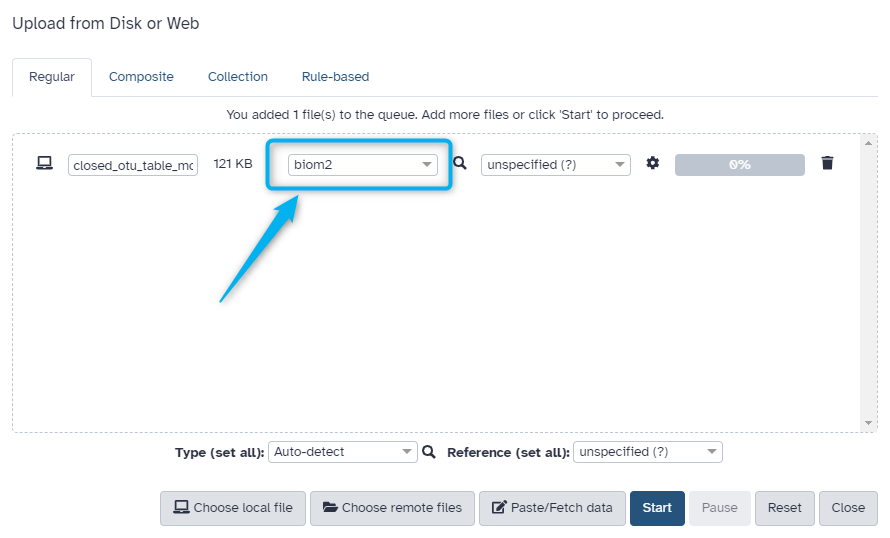 Upload from Disk or Web
Regular Composite Collection Rule-based
You added 1 file(s) to the queue. Add more files or click 'Start' to proceed.
closed_otu_table_mc 121 KB biom2 unspecified (?) 0%
Type (set all): Auto-detect Reference (set all): unspecified (?)
Choose local file Choose remote files Paste/Fetch data Start Pause Reset Close